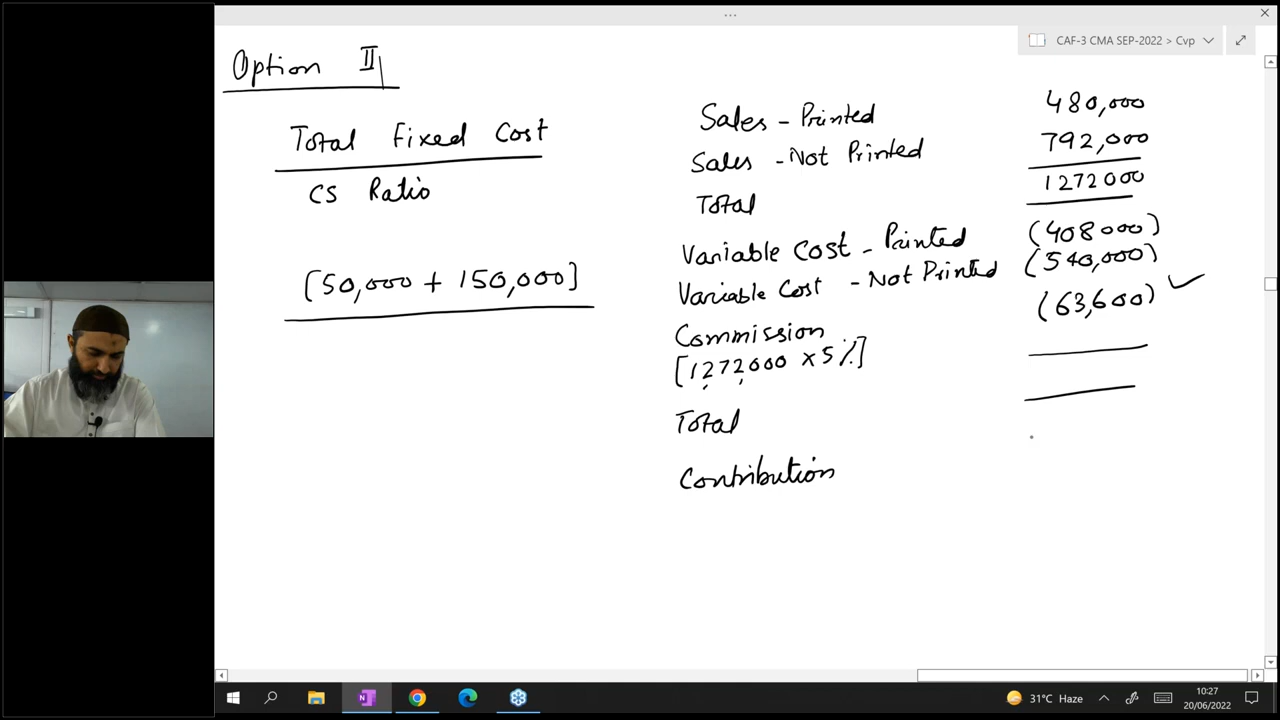 CAF-3 CMA SEP-2022 > Cvp
Option II
Total Fixed Cost
CS Ratio
[50,000 + 150,000]
Sales - Printed 480,000
Sales - Not Printed 792,000
Total 1272000
Variable Cost - Printed (408000)
Variable Cost - Not Printed (540,000)
Commission (63,600)
[1272000 x 5%]
Total
Contribution
31°C Haze
10:27
20/06/2022